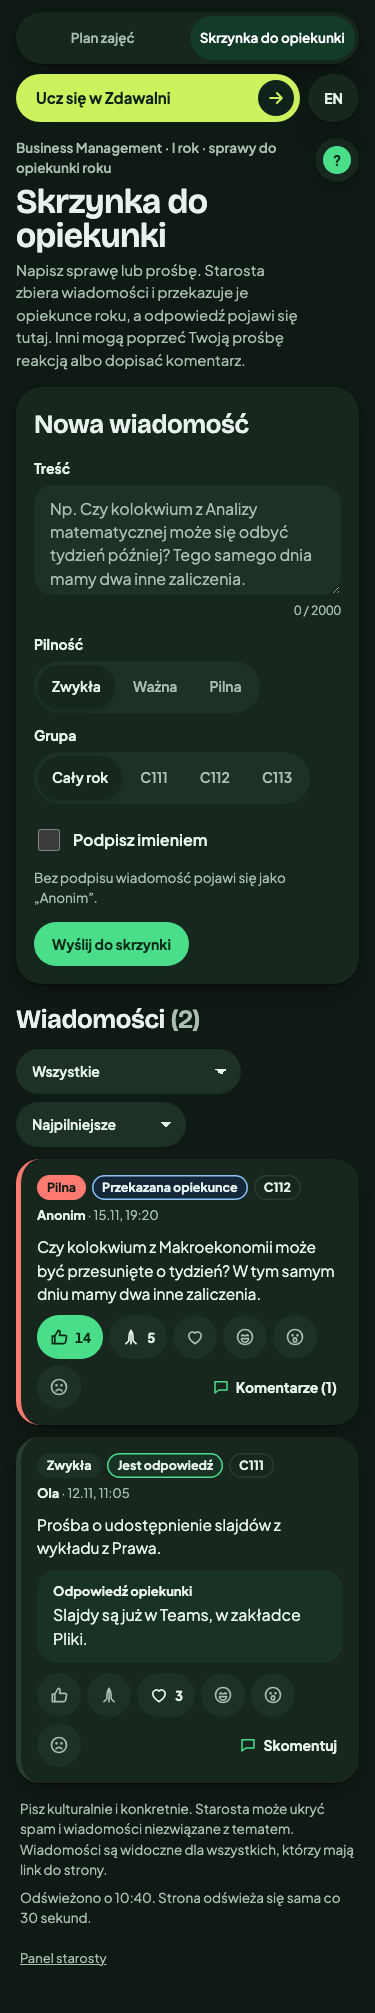 Plan zajęć
Skrzynka do opiekunki
Ucz się w Zdawalni
EN
Business Management · I rok · sprawy do
opiekunki roku
?
Skrzynka do
opiekunki
Napisz sprawę lub prośbę. Starosta
zbiera wiadomości i przekazuje je
opiekunce roku, a odpowiedź pojawi się
tutaj. Inni mogą poprzeć Twoją prośbę
reakcją albo dopisać komentarz.
Nowa wiadomość
Treść
Np. Czy kolokwium z Analizy
matematycznej może się odbyć
tydzień później? Tego samego dnia
mamy dwa inne zaliczenia.
0 / 2000
Pilność
Zwykła Ważna Pilna
Grupa
Cały rok C111 C112 C113
Podpisz imieniem
Bez podpisu wiadomość pojawi się jako
„Anonim”.
Wyślij do skrzynki
Wiadomości (2)
Wszystkie
Najpilniejsze
Pilna Przekazana opiekunce C112
Anonim · 15.11, 19:20
Czy kolokwium z Makroekonomii może
być przesunięte o tydzień? W tym samym
dniu mamy dwa inne zaliczenia.
14 5
Komentarze (1)
Zwykła Jest odpowiedź C111
Ola · 12.11, 11:05
Prośba o udostępnienie slajdów z
wykładu z Prawa.
Odpowiedź opiekunki
Slajdy są już w Teams, w zakładce
Pliki.
3
Skomentuj
Pisz kulturalnie i konkretnie. Starosta może ukryć
spam i wiadomości niezwiązane z tematem.
Wiadomości są widoczne dla wszystkich, którzy mają
link do strony.
Odświeżono o 10:40. Strona odświeża się sama co
30 sekund.
Panel starosty